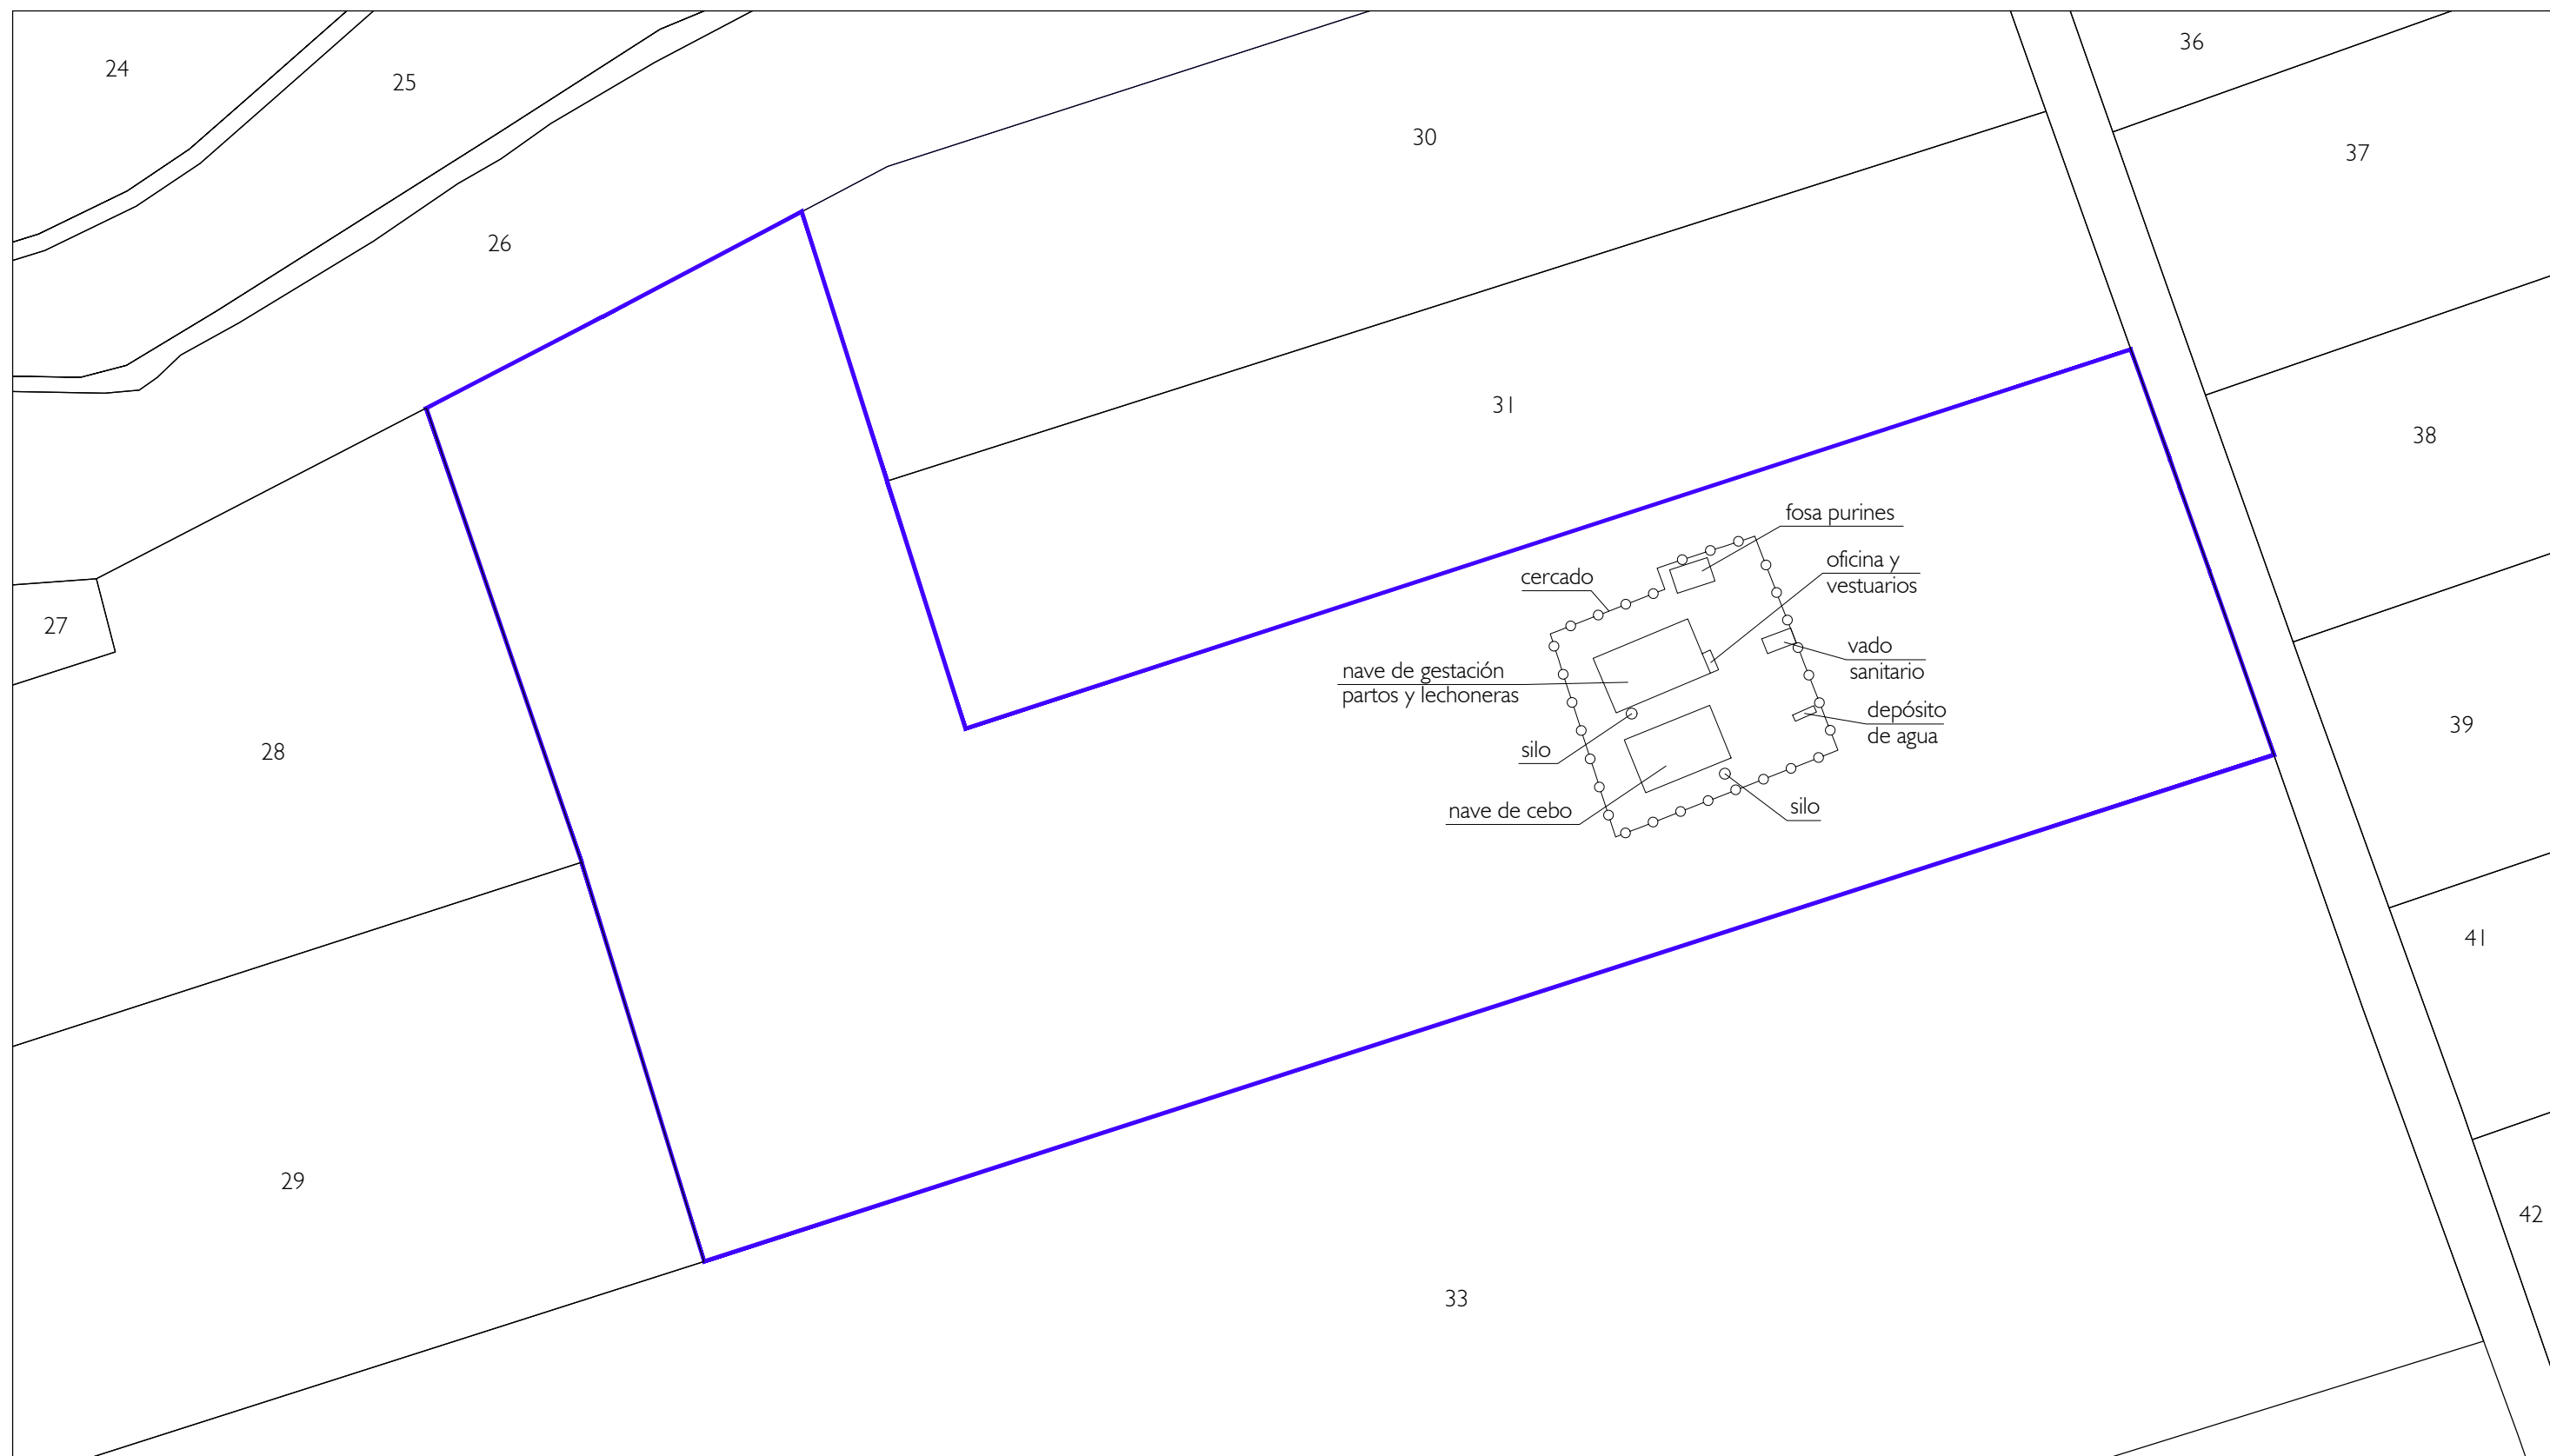 36
24
25
30
37
26
31
38
fosa purines
oficina y
vestuarios
cercado
27
vado
sanitario
nave de gestación
partos y lechoneras
depósito
de agua
39
silo
28
silo
nave de cebo
41
29
42
33